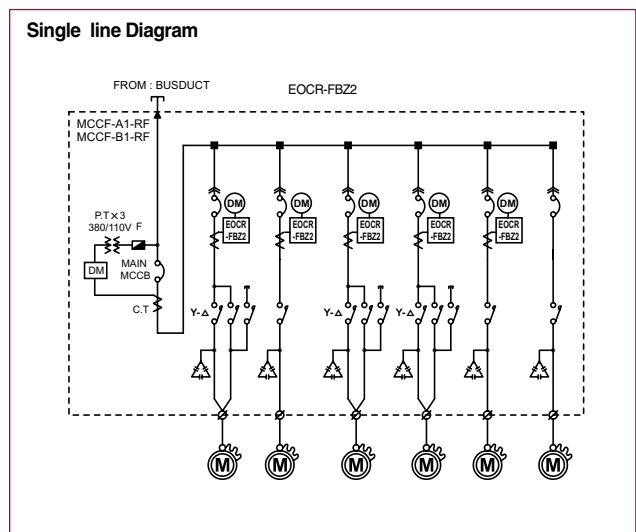 Single line Diagram
FROM : BUSDUCT
EOCR-FBZ2
MCCF-A1-RF
MCCF-B1-RF
P.T×3
380/110V F
DM
MAIN
MCCB
C.T
DM
EOCR
-FBZ2
DM
EOCR
-FBZ2
DM
EOCR
-FBZ2
DM
EOCR
-FBZ2
DM
EOCR
-FBZ2
Y-△
Y-△
Y-△
M
M
M
M
M
M